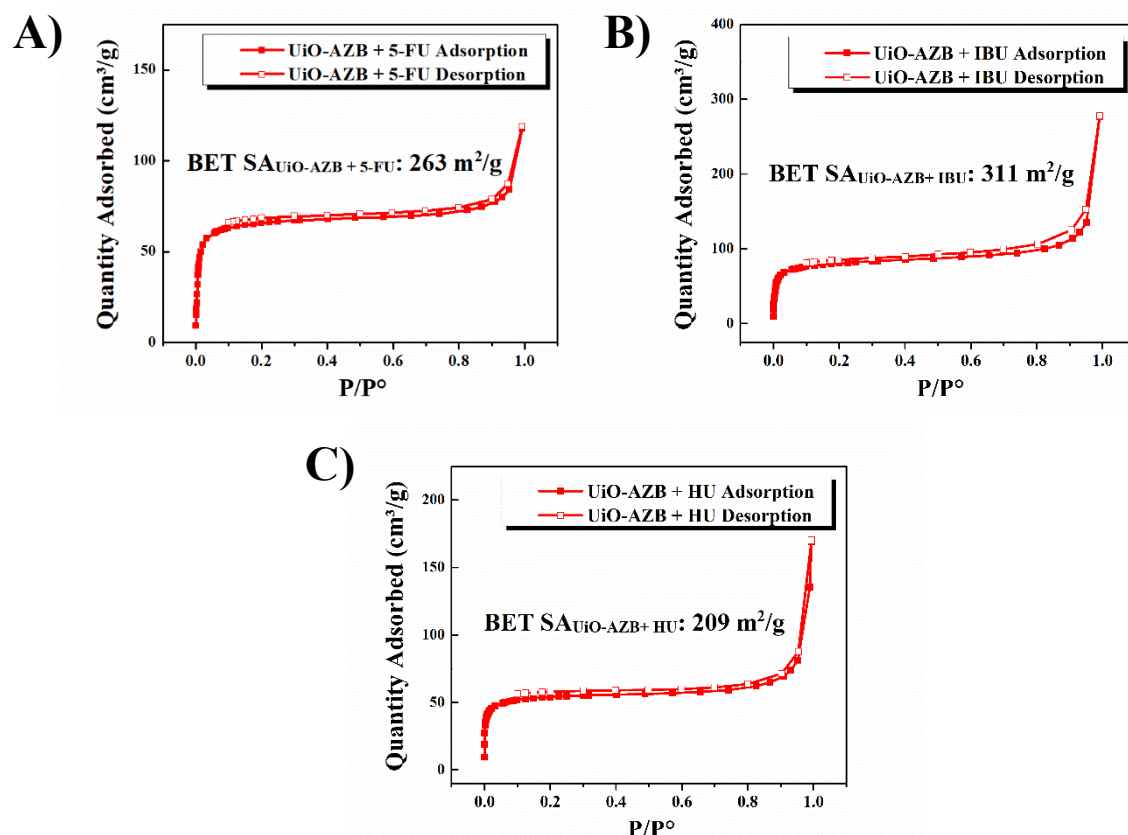 A)
Quantity Adsorbed (cm³/g)
150
100
50
0
UiO-AZB + 5-FU Adsorption
UiO-AZB + 5-FU Desorption
BET SAUiO-AZB + 5-FU: 263 m²/g
0.0 0.2 0.4 0.6 0.8 1.0
P/P°
B)
Quantity Adsorbed (cm³/g)
400
300
200
100
0
UiO-AZB + IBU Adsorption
UiO-AZB + IBU Desorption
BET SAUiO-AZB+ IBU: 311 m²/g
0.0 0.2 0.4 0.6 0.8 1.0
P/P°
C)
Quantity Adsorbed (cm³/g)
200
150
100
50
0
UiO-AZB + HU Adsorption
UiO-AZB + HU Desorption
BET SAUiO-AZB+ HU: 209 m²/g
0.0 0.2 0.4 0.6 0.8 1.0
P/P°